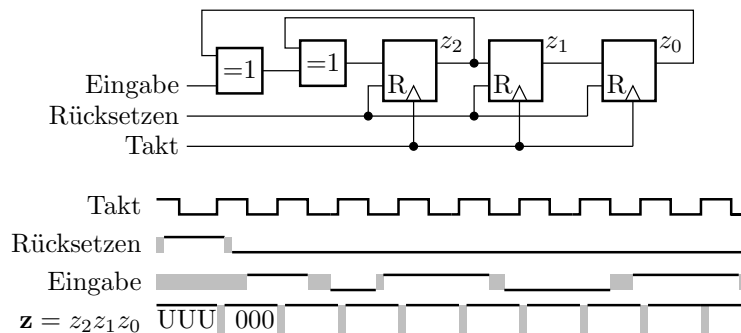 z₂ z₁ z₀
=1 =1
Eingabe R R R
Rücksetzen
Takt
Takt
Rücksetzen
Eingabe
z = z₂z₁z₀ UUU 000